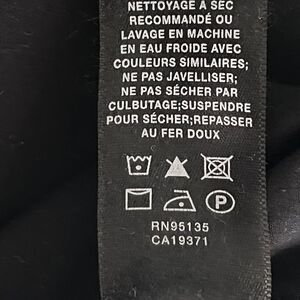 NETTOYAGE À SEC
RECOMMANDÉ OU
LAVAGE EN MACHINE
EN EAU FROIDE AVEC
COULEURS SIMILAIRES;
NE PAS JAVELLISER;
NE PAS SÉCHER PAR
CULBUTAGE;SUSPENDRE
POUR SÉCHER;REPASSER
AU FER DOUX
P
RN95135
CA19371